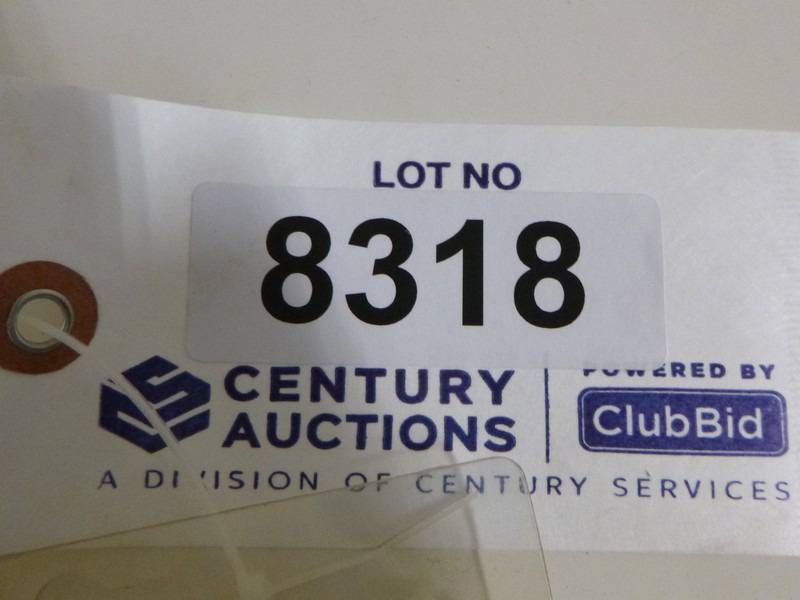 LOT NO
8318
CENTURY
AUCTIONS
POWERED BY
ClubBid
A DIVISION OF CENTURY SERVICES